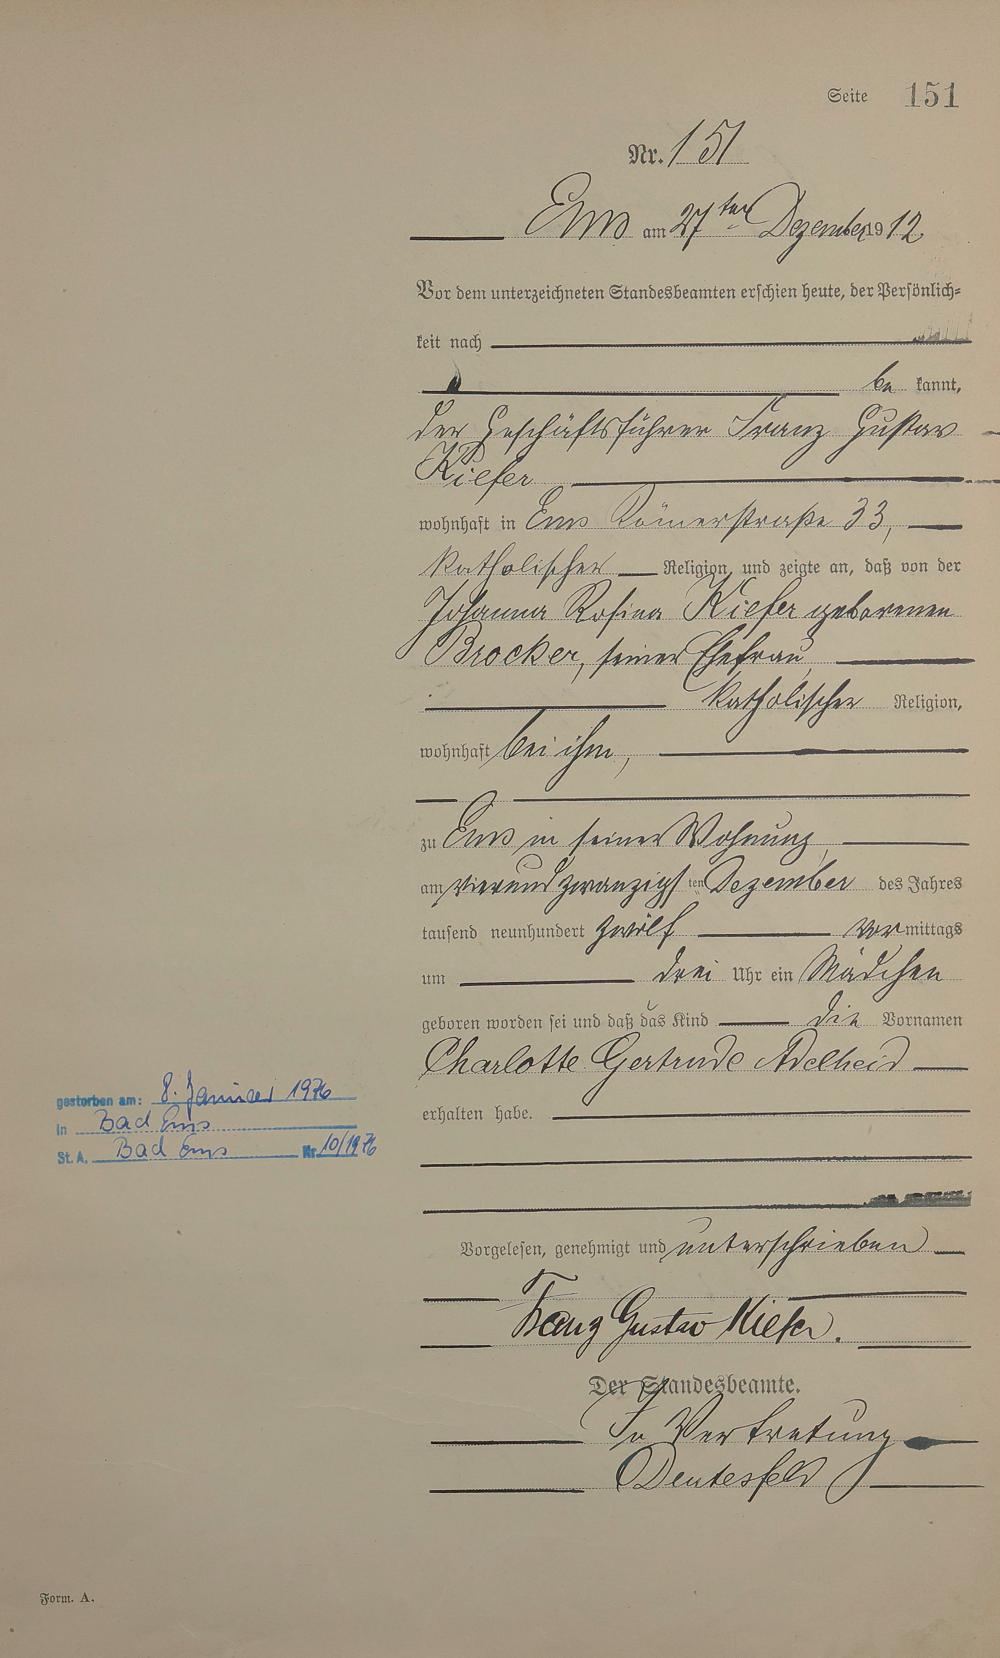 Seite 151
Nr. 151
Ems am 27ten Dezember 1912
Vor dem unterzeichneten Standesbeamten erschien heute, der Persönlich-
keit nach
be kannt,
der Geschäftsführer Franz Gustav
Kiefer
wohnhaft in Ems Römerstraße 33,
katholischer Religion, und zeigte an, daß von der
Johanna Rosina Kiefer geborenen
Brocker, seiner Ehefrau,
katholischer Religion,
wohnhaft bei ihm,
zu Ems in seiner Wohnung,
am vierundzwanzigsten Dezember des Jahres
tausend neunhundert zwölf vormittags
um drei Uhr ein Mädchen
geboren worden sei und daß das Kind die Vornamen
Charlotte Gertrude Adelheid
erhalten habe.
gestorben am: 8. Januar 1976
in Bad Ems
St. A. Bad Ems Nr. 10/1976
Vorgelesen, genehmigt und unterschrieben
Franz Gustav Kiefer.
Der Standesbeamte.
In Vertretung
Deutesfeld
Form. A.